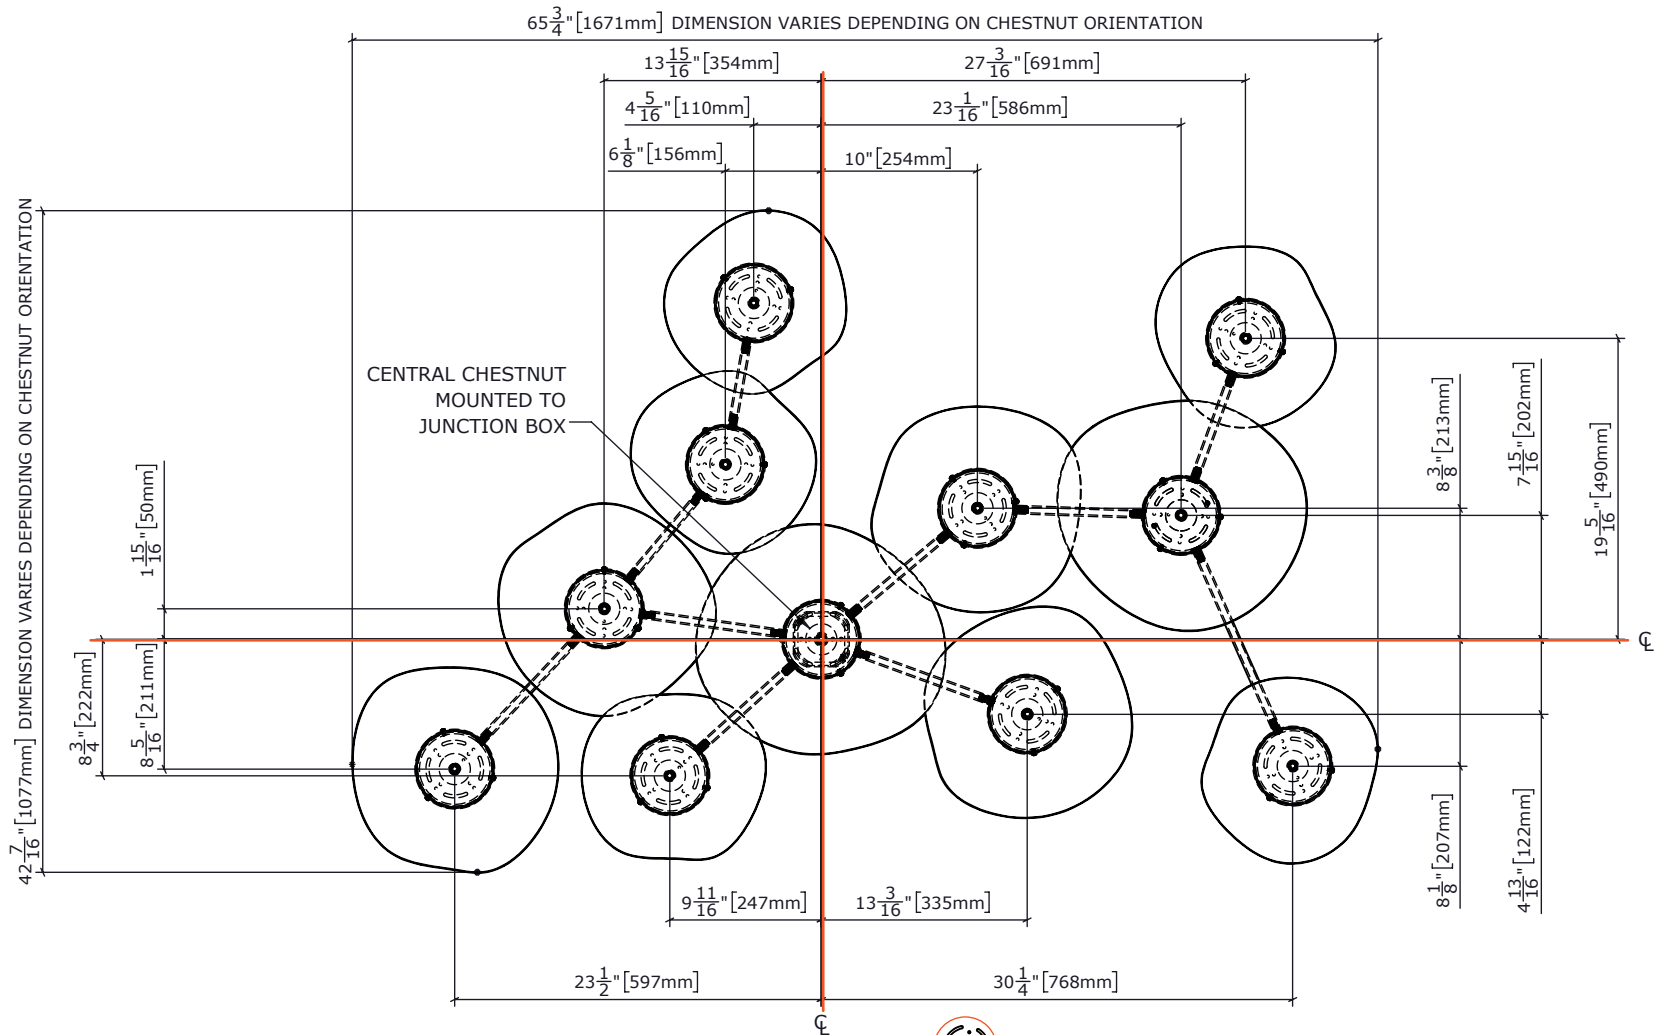 65 3/4" [1671mm] DIMENSION VARIES DEPENDING ON CHESTNUT ORIENTATION
13 15/16" [354mm]
27 3/16" [691mm]
4 5/16" [110mm]
23 1/16" [586mm]
6 1/8" [156mm]
10" [254mm]
42 7/16" [1077mm] DIMENSION VARIES DEPENDING ON CHESTNUT ORIENTATION
CENTRAL CHESTNUT
MOUNTED TO
JUNCTION BOX
1 15/16" [50mm]
8 3/4" [222mm]
8 5/16" [211mm]
8 3/8" [213mm]
7 15/16" [202mm]
19 5/16" [490mm]
℄
8 1/8" [207mm]
4 13/16" [122mm]
9 11/16" [247mm]
13 3/16" [335mm]
23 1/2" [597mm]
30 1/4" [768mm]
℄